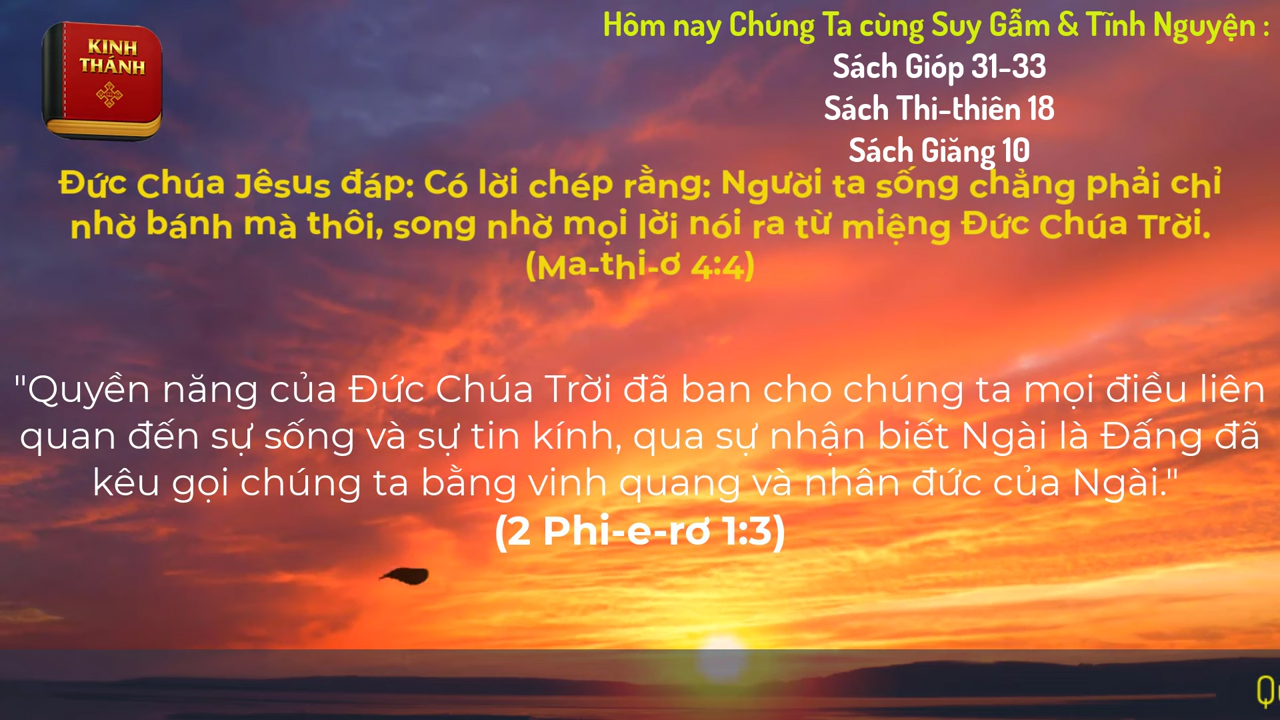 KINH
THÁNH
Hôm nay Chúng Ta cùng Suy Gẫm & Tĩnh Nguyện :
Sách Gióp 31-33
Sách Thi-thiên 18
Sách Giăng 10
Đức Chúa Jêsus đáp: Có lời chép rằng: Người ta sống chẳng phải chỉ
nhờ bánh mà thôi, song nhờ mọi lời nói ra từ miệng Đức Chúa Trời.
(Ma-thi-ơ 4:4)
"Quyền năng của Đức Chúa Trời đã ban cho chúng ta mọi điều liên
quan đến sự sống và sự tin kính, qua sự nhận biết Ngài là Đấng đã
kêu gọi chúng ta bằng vinh quang và nhân đức của Ngài."
(2 Phi-e-rơ 1:3)